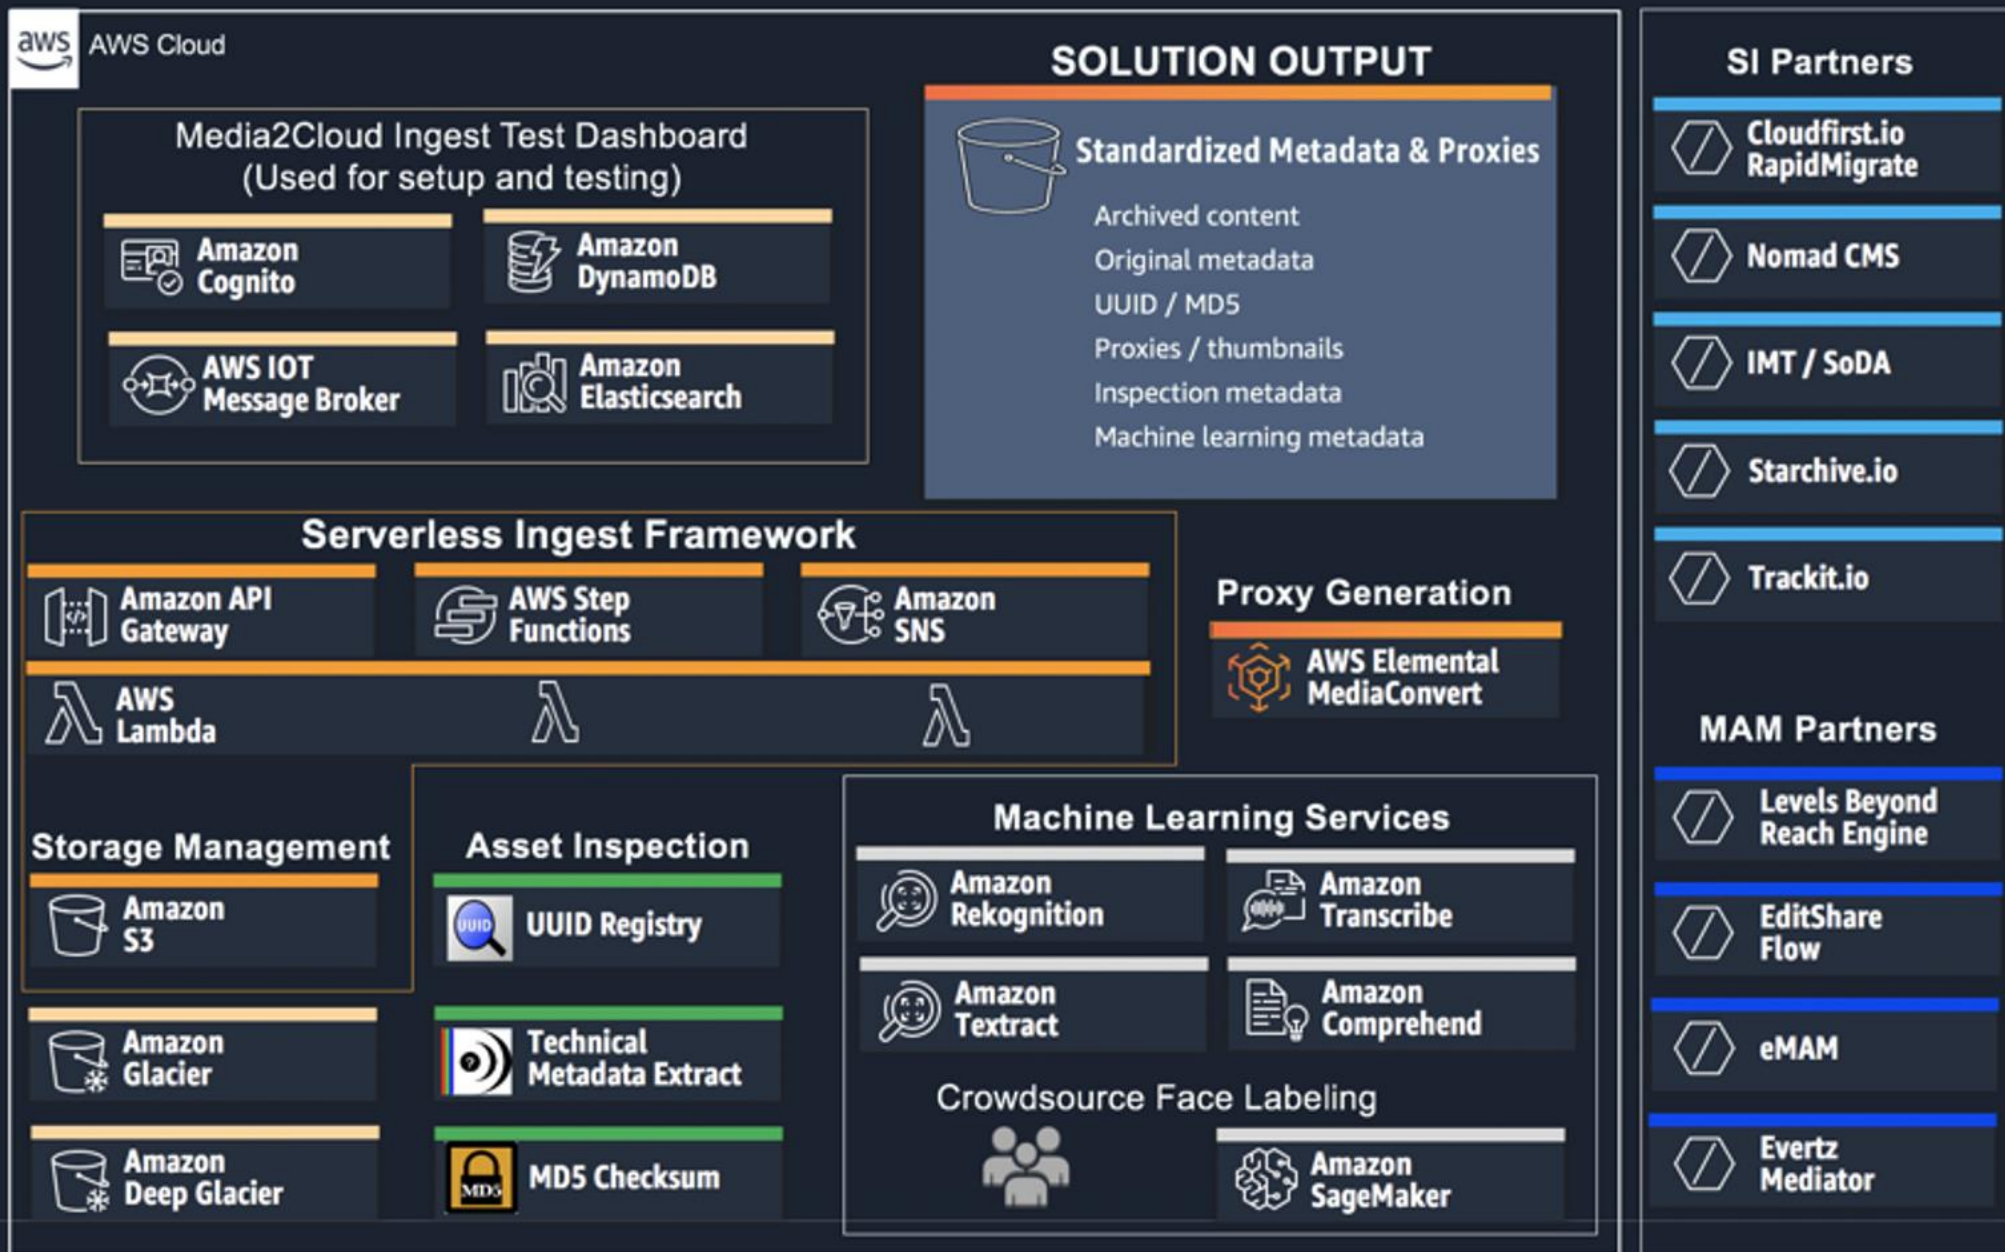 aws
AWS Cloud
Media2Cloud Ingest Test Dashboard
(Used for setup and testing)
Amazon
Cognito
Amazon
DynamoDB
AWS IOT
Message Broker
Amazon
Elasticsearch
SOLUTION OUTPUT
Standardized Metadata & Proxies
Archived content
Original metadata
UUID / MD5
Proxies / thumbnails
Inspection metadata
Machine learning metadata
Serverless Ingest Framework
Amazon API
Gateway
AWS Step
Functions
Amazon
SNS
AWS
Lambda
Proxy Generation
AWS Elemental
MediaConvert
Storage Management
Amazon
S3
Amazon
Glacier
Amazon
Deep Glacier
Asset Inspection
UUID
UUID Registry
?
Technical
Metadata Extract
MD5
MD5 Checksum
Machine Learning Services
Amazon
Rekognition
Amazon
Transcribe
Amazon
Textract
Amazon
Comprehend
Crowdsource Face Labeling
Amazon
SageMaker
SI Partners
Cloudfirst.io
RapidMigrate
Nomad CMS
IMT / SoDA
Starchive.io
Trackit.io
MAM Partners
Levels Beyond
Reach Engine
EditShare
Flow
eMAM
Evertz
Mediator